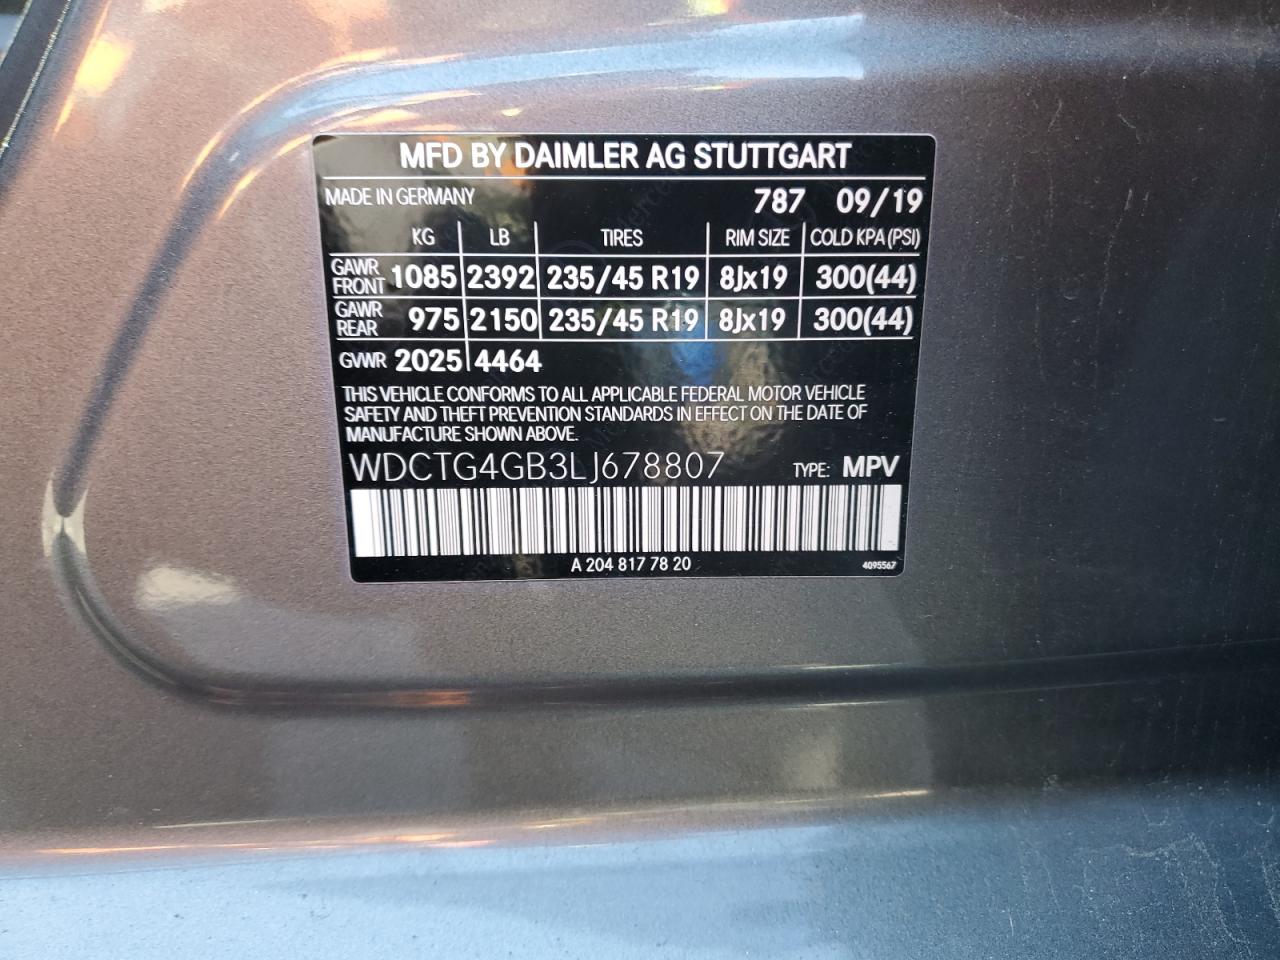 MFD BY DAIMLER AG STUTTGART
MADE IN GERMANY 787 09/19
KG LB TIRES RIM SIZE COLD KPA (PSI)
GAWR FRONT 1085 2392 235/45 R19 8Jx19 300(44)
GAWR REAR 975 2150 235/45 R19 8Jx19 300(44)
GVWR 2025 4464
THIS VEHICLE CONFORMS TO ALL APPLICABLE FEDERAL MOTOR VEHICLE
SAFETY AND THEFT PREVENTION STANDARDS IN EFFECT ON THE DATE OF
MANUFACTURE SHOWN ABOVE.
WDCTG4GB3LJ678807 TYPE: MPV
A 204 817 78 20 4095567